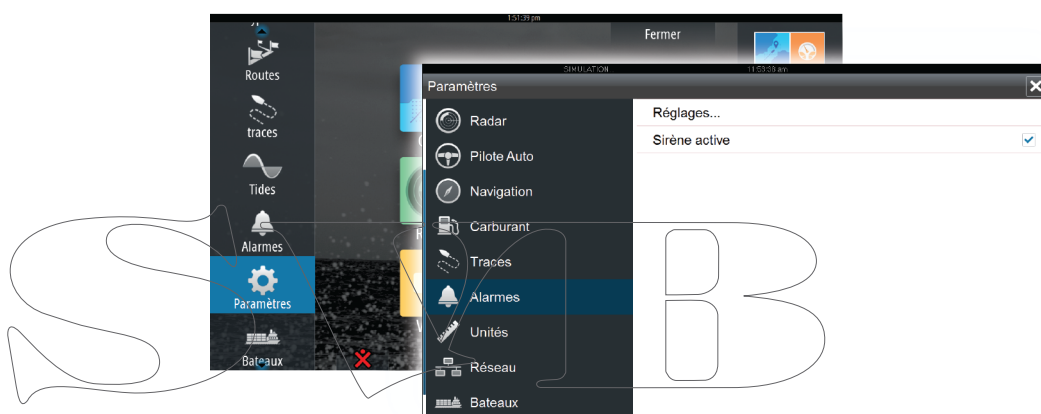 1:51:39 pm
Fermer
Routes
traces
Tides
Alarmes
Paramètres
Bateaux
SIMULATION
11:53:38 am
Paramètres
Radar
Pilote Auto
Navigation
Carburant
Traces
Alarmes
Unités
Réseau
Bateaux
Réglages...
Sirène active